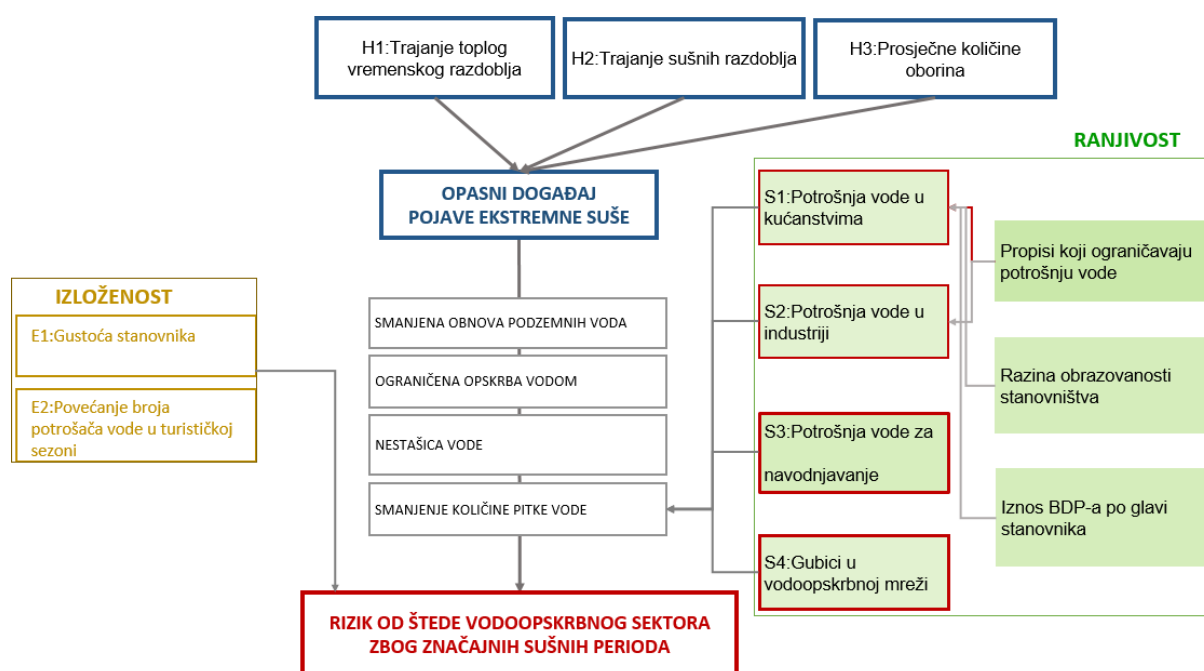 H1:Trajanje toplog
vremenskog razdoblja
H2:Trajanje sušnih razdoblja
H3:Prosječne količine
oborina
RANJIVOST
OPASNI DOGAĐAJ
POJAVE EKSTREMNE SUŠE
S1:Potrošnja vode u
kućanstvima
Propisi koji ograničavaju
potrošnju vode
IZLOŽENOST
E1:Gustoća stanovnika
SMANJENA OBNOVA PODZEMNIH VODA
S2:Potrošnja vode u
industriji
OGRANIČENA OPSKRBA VODOM
Razina obrazovanosti
stanovništva
E2:Povećanje broja
potrošača vode u turističkoj
sezoni
NESTAŠICA VODE
S3:Potrošnja vode za
navodnjavanje
SMANJENJE KOLIČINE PITKE VODE
Iznos BDP-a po glavi
stanovnika
S4:Gubici u
vodoopskrbnoj mreži
RIZIK OD ŠTEDE VODOOPSKRBNOG SEKTORA
ZBOG ZNAČAJNIH SUŠNIH PERIODA